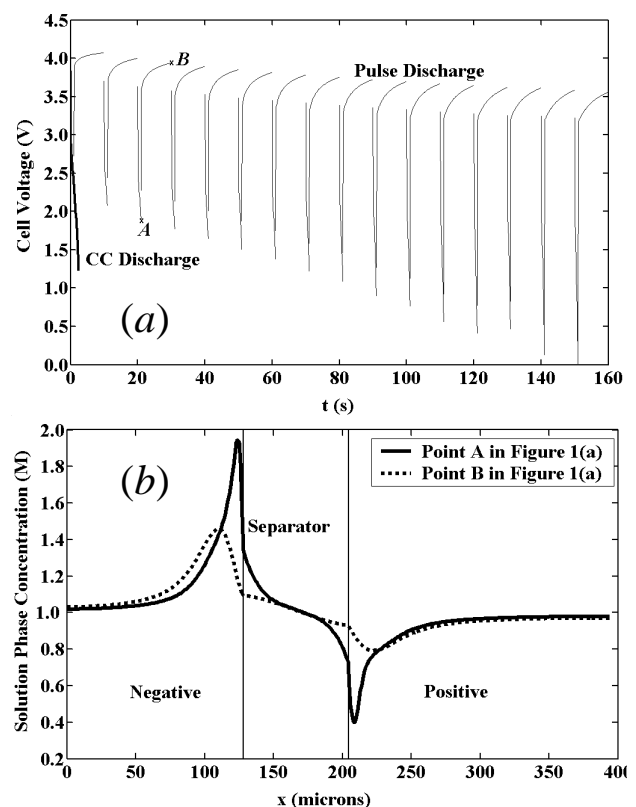 4.5
4.0
3.5
3.0
2.5
2.0
1.5
1.0
0.5
0.0
Cell Voltage (V)
B
Pulse Discharge
A
CC Discharge
(a)
0 20 40 60 80 100 120 140 160
t (s)
2.0
1.8
1.6
1.4
1.2
1.0
0.8
0.6
0.4
0.2
Solution Phase Concentration (M)
(b)
Point A in Figure 1(a)
Point B in Figure 1(a)
Separator
Negative
Positive
0 50 100 150 200 250 300 350 400
x (microns)